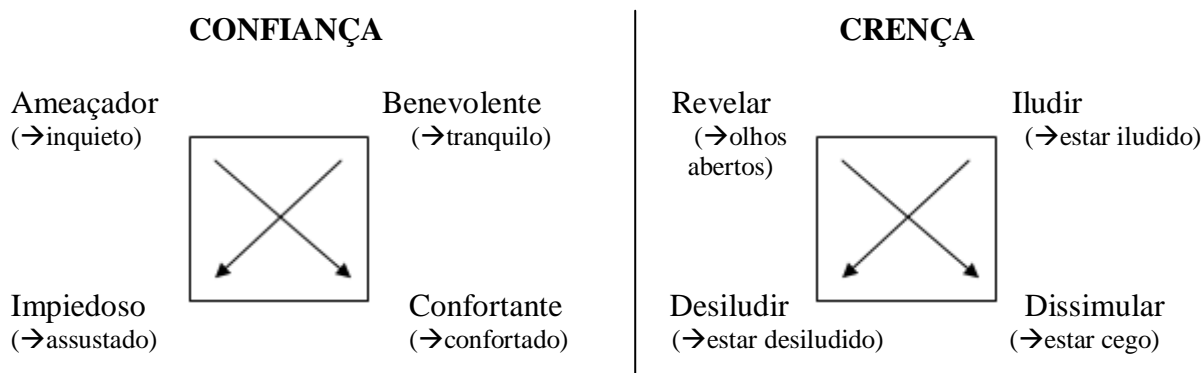 CONFIANÇA
Ameaçador
(→inquieto)
Benevolente
(→tranquilo)
Impiedoso
(→assustado)
Confortante
(→confortado)
CRENÇA
Revelar
(→olhos
abertos)
Iludir
(→estar iludido)
Desiludir
(→estar desiludido)
Dissimular
(→estar cego)